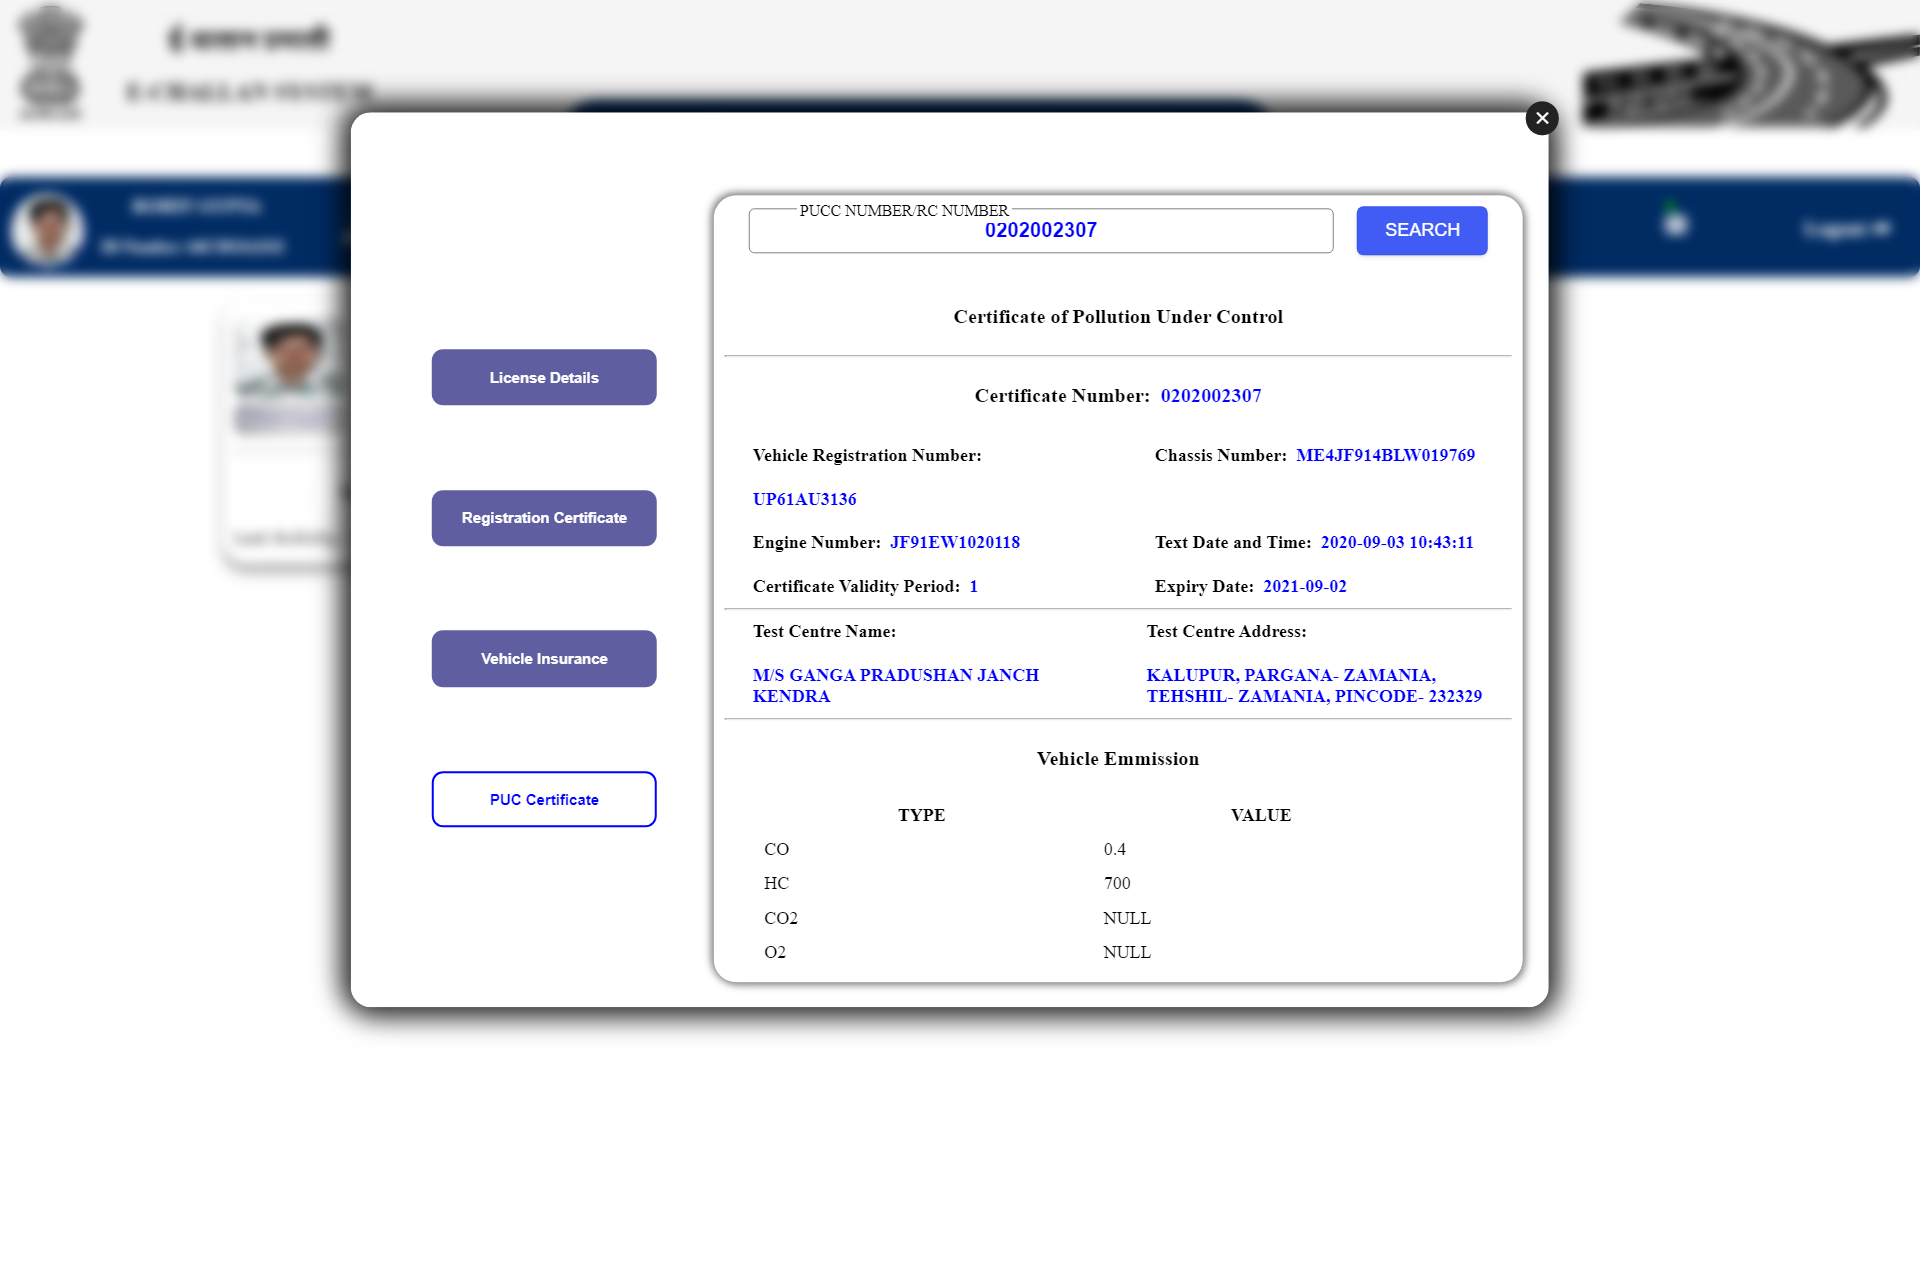 E-CHALLAN SYSTEM
PUCC NUMBER/RC NUMBER
0202002307
SEARCH
Certificate of Pollution Under Control
License Details
Certificate Number: 0202002307
Vehicle Registration Number:
UP61AU3136
Chassis Number: ME4JF914BLW019769
Registration Certificate
Engine Number: JF91EW1020118
Text Date and Time: 2020-09-03 10:43:11
Certificate Validity Period: 1
Expiry Date: 2021-09-02
Vehicle Insurance
Test Centre Name:
M/S GANGA PRADUSHAN JANCH
KENDRA
Test Centre Address:
KALUPUR, PARGANA- ZAMANIA,
TEHSHIL- ZAMANIA, PINCODE- 232329
PUC Certificate
Vehicle Emmission
TYPE VALUE
CO 0.4
HC 700
CO2 NULL
O2 NULL